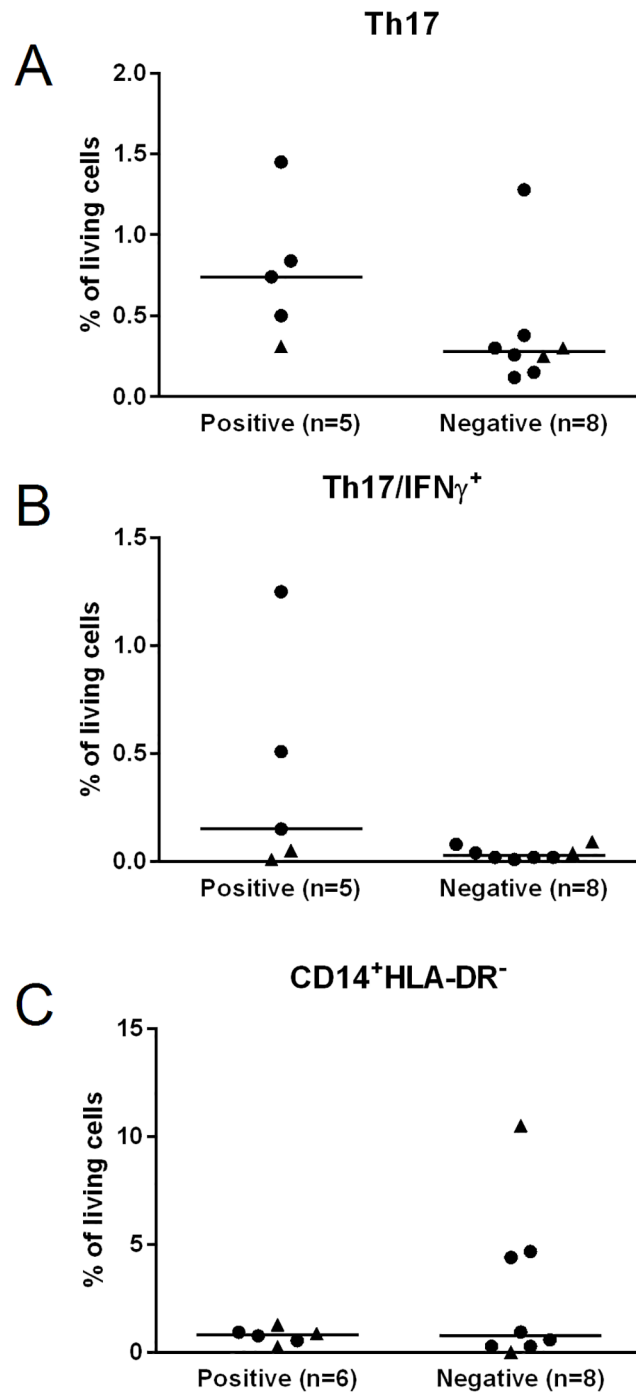 Th17
A
2.0
1.5
1.0
0.5
0.0
% of living cells
Positive (n=5) Negative (n=8)
Th17/IFNγ⁺
B
1.5
1.0
0.5
0.0
% of living cells
Positive (n=5) Negative (n=8)
CD14⁺HLA-DR⁻
C
15
10
5
0
% of living cells
Positive (n=6) Negative (n=8)